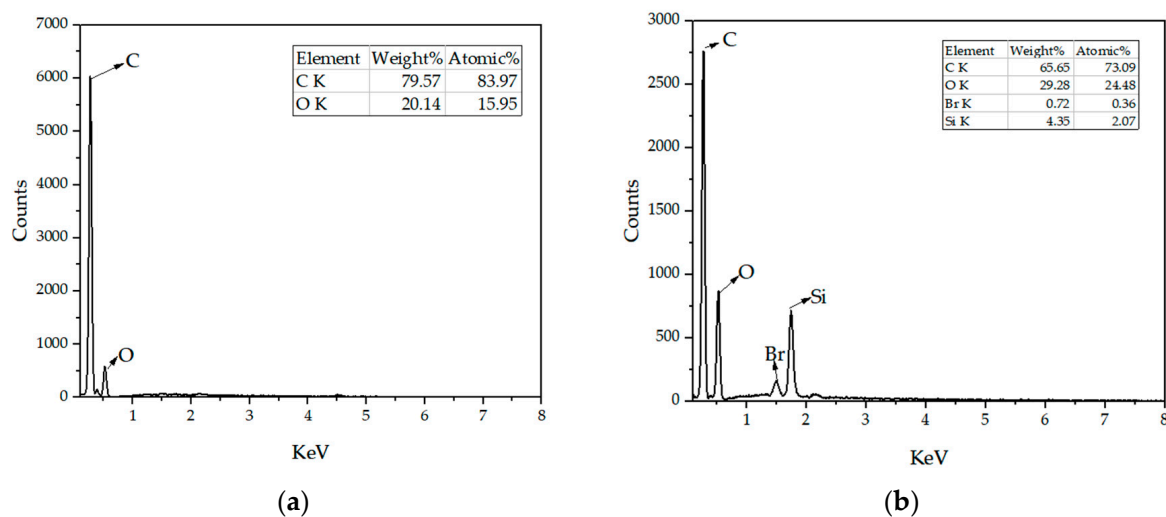 7000
6000
5000
4000
3000
2000
1000
0
Counts
C
O
Element Weight% Atomic%
C K 79.57 83.97
O K 20.14 15.95
1 2 3 4 5 6 7 8
KeV
(a)
3000
2500
2000
1500
1000
500
0
Counts
C
O
Br
Si
Element Weight% Atomic%
C K 65.65 73.09
O K 29.28 24.48
Br K 0.72 0.36
Si K 4.35 2.07
1 2 3 4 5 6 7 8
KeV
(b)